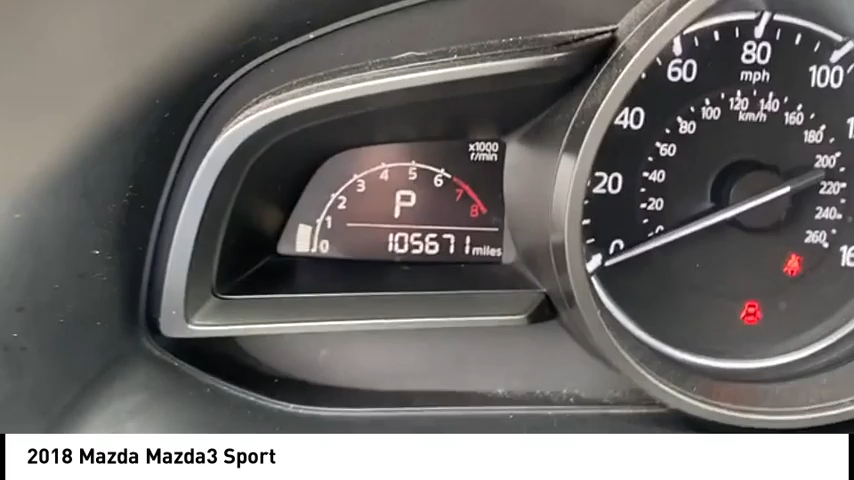 x1000
r/min
0 1 2 3 4 5 6 7 8
P
105671 miles
0 20 40 60 80 100
mph
20 40 60 80 100 120 140 160 180 200 220 240 260
km/h
2018 Mazda Mazda3 Sport